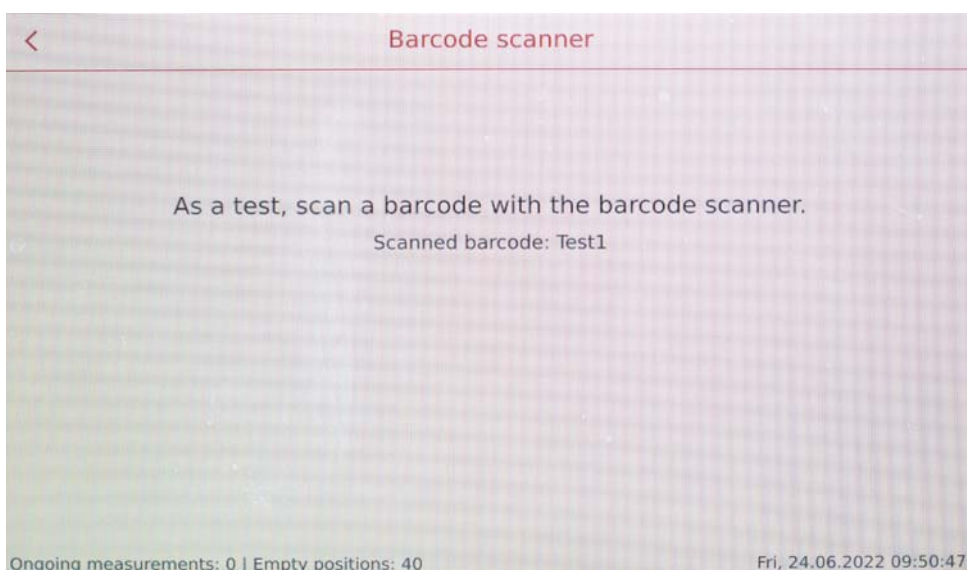 Barcode scanner
As a test, scan a barcode with the barcode scanner.
Scanned barcode: Test1
Ongoing measurements: 0 | Empty positions: 40
Fri, 24.06.2022 09:50:47